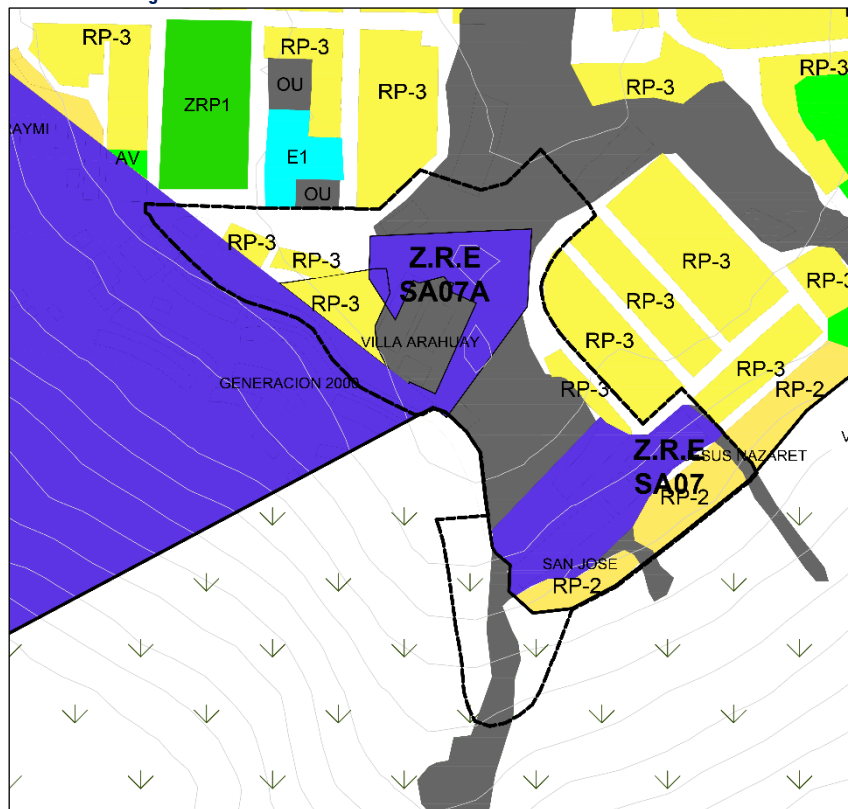 g
RP-3
RP-3
RP-3
RP-3
OU
RP-3
ZRP1
RAYMI
AV
E1
OU
RP-3
RP-3
Z.R.E
SA07A
RP-3
RP-3
RP-3
RP-3
VILLA ARAHUAY
RP-3
GENERACION 2000
RP-3
RP-3
RP-2
Z.R.E
SA07
JESUS NAZARET
V
RP-2
SAN JOSE
RP-2